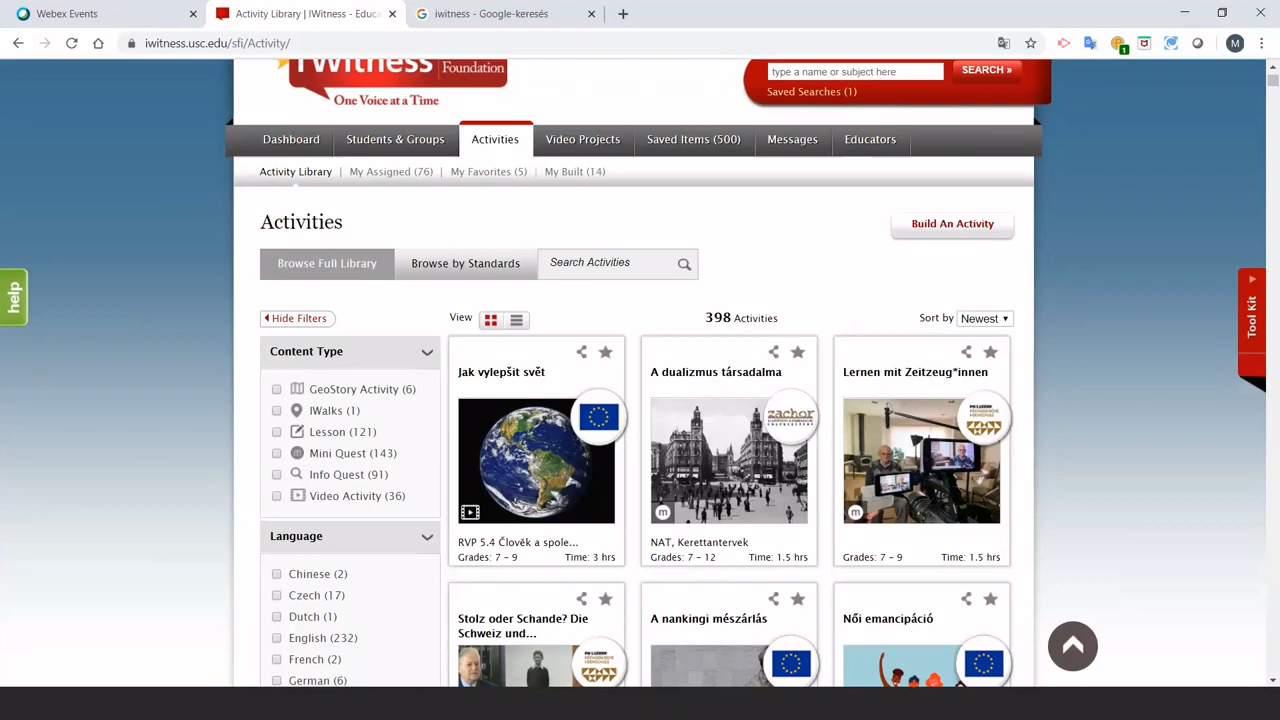 Webex Events
Activity Library | IWitness - Educa
iwitness - Google-keresés
iwitness.usc.edu/sfi/Activity/
1
M
IWitness
Foundation
One Voice at a Time
type a name or subject here
SEARCH »
Saved Searches (1)
Dashboard
Students & Groups
Activities
Video Projects
Saved Items (500)
Messages
Educators
Activity Library | My Assigned (76) | My Favorites (5) | My Built (14)
Activities
Build An Activity
Browse Full Library
Browse by Standards
Search Activities
help
Tool Kit
Hide Filters
View
398 Activities
Sort by Newest
Content Type
GeoStory Activity (6)
IWalks (1)
Lesson (121)
Mini Quest (143)
Info Quest (91)
Video Activity (36)
Language
Chinese (2)
Czech (17)
Dutch (1)
English (232)
French (2)
German (6)
Jak vylepšit svět
RVP 5.4 Člověk a spole...
Grades: 7 – 9
Time: 3 hrs
A dualizmus társadalma
zachor
m
NAT, Kerettantervek
Grades: 7 – 12
Time: 1.5 hrs
Lernen mit Zeitzeug*innen
PH LUZERN
m
Grades: 7 – 9
Time: 1.5 hrs
Stolz oder Schande? Die
Schweiz und...
PH LUZERN
A nankingi mészárlás
Női emancipáció